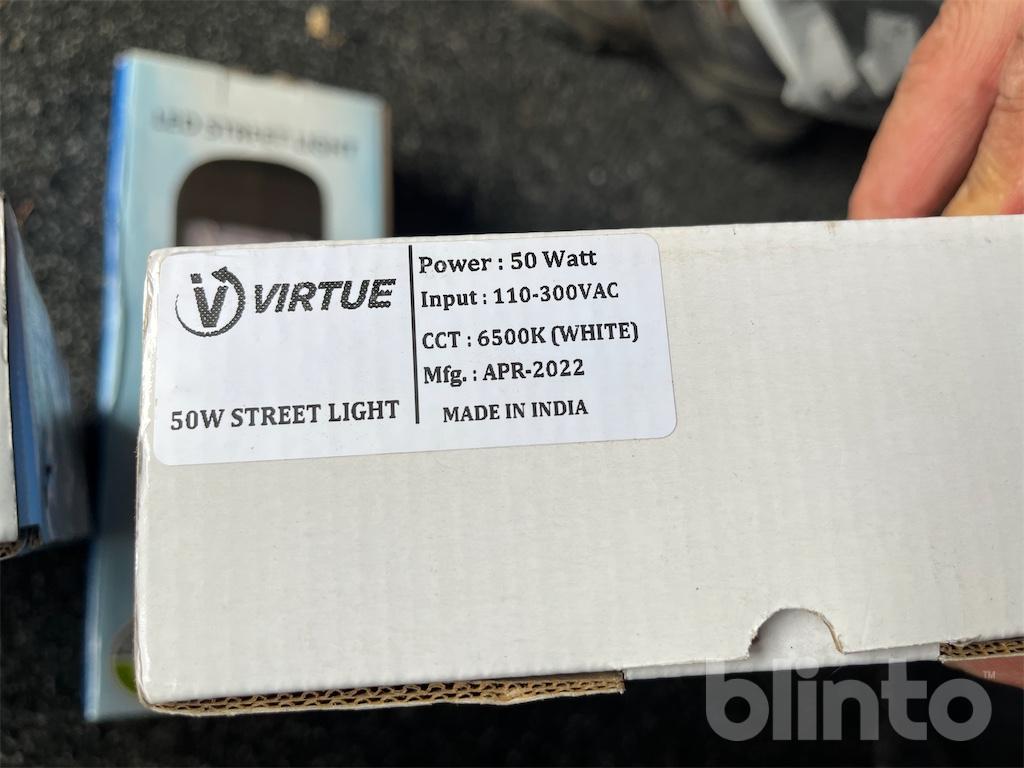 LED STREET LIGHT
VIRTUE
50W STREET LIGHT
Power : 50 Watt
Input : 110-300VAC
CCT : 6500K (WHITE)
Mfg. : APR-2022
MADE IN INDIA
blinto™